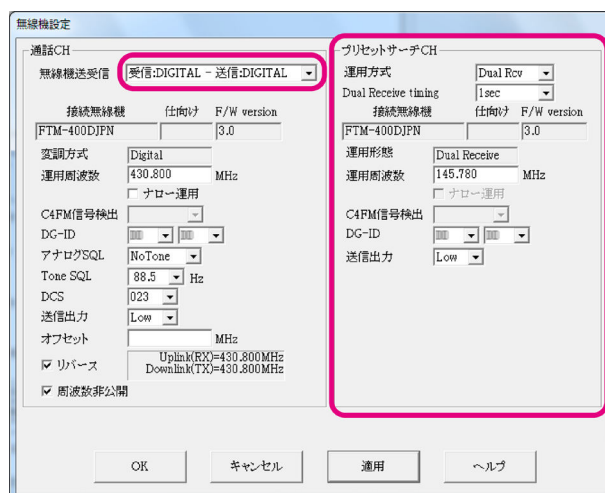 無線機設定
通話CH
無線機送受信 受信:DIGITAL - 送信:DIGITAL
接続無線機 仕向け F/W version
FTM-400DJPN 3.0
変調方式 Digital
運用周波数 430.800 MHz
ナロー運用
C4FM信号検出
DG-ID
アナログSQL NoTone
Tone SQL 88.5 Hz
DCS 023
送信出力 Low
オフセット MHz
リバース Uplink(RX)=430.800MHz
Downlink(TX)=430.800MHz
周波数非公開
プリセットサーチCH
運用方式 Dual Rcv
Dual Receive timing 1sec
接続無線機 仕向け F/W version
FTM-400DJPN 3.0
運用形態 Dual Receive
運用周波数 145.780 MHz
ナロー運用
C4FM信号検出
DG-ID
送信出力 Low
OK キャンセル 適用 ヘルプ